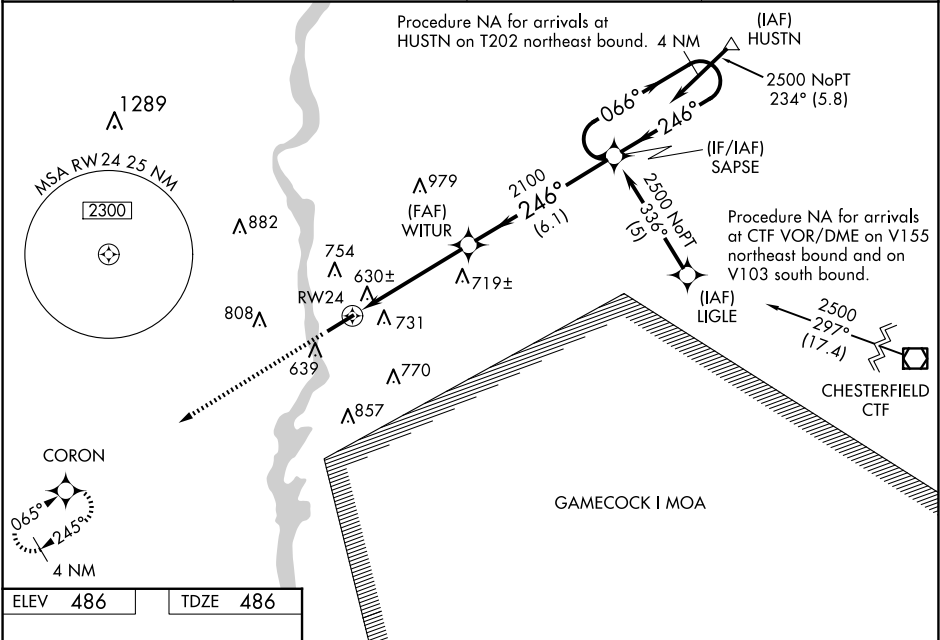 Procedure NA for arrivals at
HUSTN on T202 northeast bound.
4 NM
(IAF)
HUSTN
2500 NoPT
234° (5.8)
1289
MSA RW 24 25 NM
2300
066°
246°
(IF/IAF)
SAPSE
979
2100
246°
(6.1)
(FAF)
WITUR
882
2500 NoPT
336°
(5)
Procedure NA for arrivals
at CTF VOR/DME on V155
northeast bound and on
V103 south bound.
754
630±
719±
RW24
808
731
(IAF)
LIGLE
2500
297°
(17.4)
639
770
857
CHESTERFIELD
CTF
CORON
065°
245°
4 NM
GAMECOCK I MOA
ELEV 486
TDZE 486